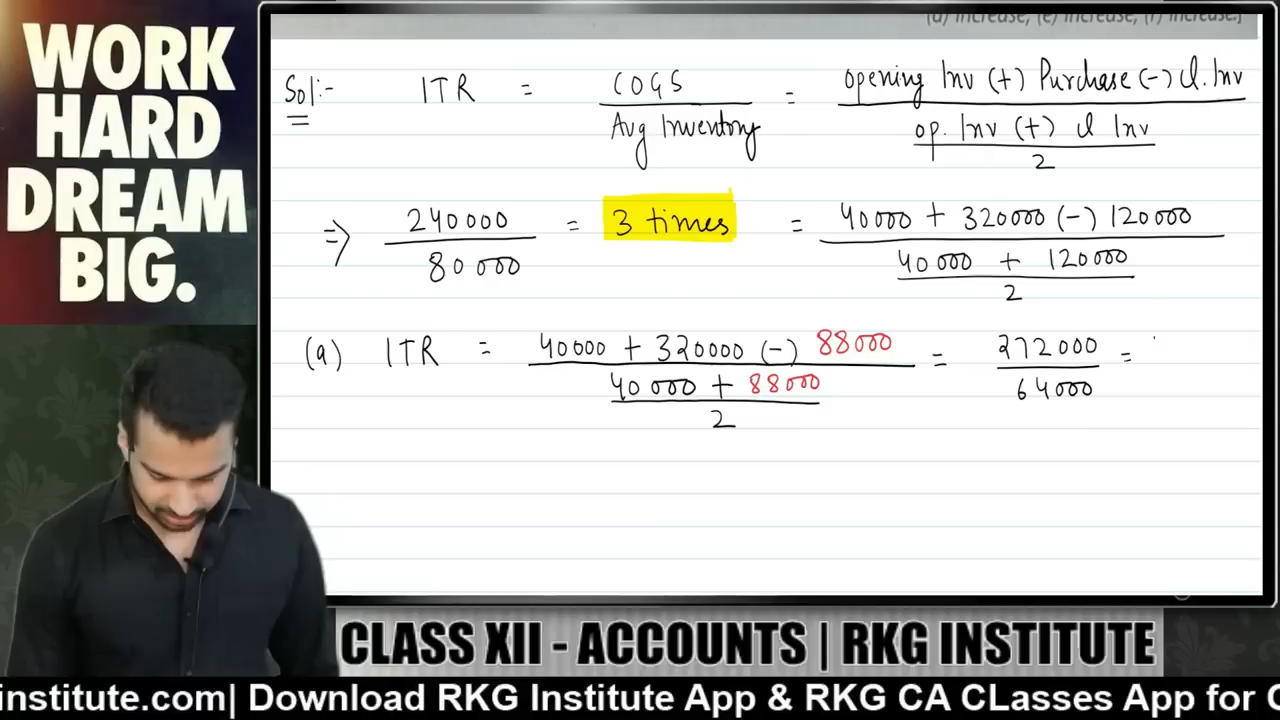 (d) Increase, (e) Increase, (f) Increase.]
WORK
HARD
DREAM
BIG.
Sol:- ITR = COGS / Avg Inventory = opening Inv (+) Purchase (-) Cl. Inv / op. Inv (+) Cl Inv / 2
=> 240000 / 80000 = 3 times = 40000 + 320000 (-) 120000 / 40000 + 120000 / 2
(a) ITR = 40000 + 320000 (-) 88000 / 40000 + 88000 / 2 = 272000 / 64000 =
CLASS XII - ACCOUNTS | RKG INSTITUTE
institute.com| Download RKG Institute App & RKG CA CLasses App for